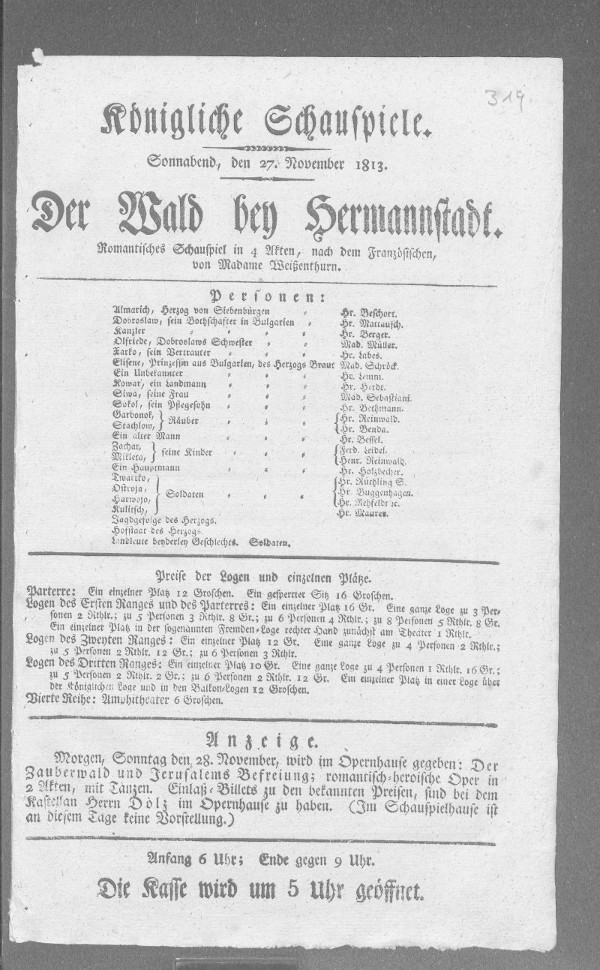 319.
Königliche Schauspiele.
Sonnabend, den 27. November 1813.
Der Wald bey Hermannstadt.
Romantisches Schauspiel in 4 Akten, nach dem Französischen,
von Madame Weißenthurn.
Personen:
Almarich, Herzog von Siebenbürgen Hr. Beschort.
Dobroslaw, sein Bothschafter in Bulgarien Hr. Mattausch.
Kanzler Hr. Berger.
Olfriede, Dobroslaws Schwester Mad. Müller.
Tarko, sein Vertrauter Hr. Labes.
Elisene, Prinzessin aus Bulgarien, des Herzogs Braut Mad. Schröck.
Ein Unbekannter Hr. Lemm.
Kowar, ein Landmann Hr. Herdt.
Siwa, seine Frau Mad. Sebastiani.
Sokol, sein Pflegesohn Hr. Bethmann.
Garbonok, Hr. Reinwald.
Räuber
Stachlow, Hr. Benda.
Ein alter Mann Hr. Bessel.
Zachar, Ferd. Leidel.
seine Kinder
Mikleta, Henr. Reinwald.
Ein Hauptmann Hr. Holzbecher.
Twarzko, Hr. Rüthling S.
Ostroja, Hr. Buggenhagen.
Soldaten
Hurwojo, Hr. Rehfeldt ic.
Kulitsch, Hr. Maurer.
Jagdgefolge des Herzogs.
Hofstaat des Herzogs.
Landleute beyderley Geschlechts. Soldaten.
Preise der Logen und einzelnen Plätze.
Parterre: Ein einzelner Platz 12 Groschen. Ein gesperrter Sitz 16 Groschen.
Logen des Ersten Ranges und des Parterres: Ein einzelner Platz 16 Gr. Eine ganze Loge zu 3 Per-
sonen 2 Rthlr.; zu 5 Personen 3 Rthlr. 8 Gr.; zu 6 Personen 4 Rthlr.; zu 8 Personen 5 Rthlr. 8 Gr.
Ein einzelner Platz in der sogenannten Fremden-Loge rechter Hand zunächst am Theater 1 Rthlr.
Logen des Zweyten Ranges: Ein einzelner Platz 12 Gr. Eine ganze Loge zu 4 Personen 2 Rthlr.;
zu 5 Personen 2 Rthlr. 12 Gr.; zu 6 Personen 3 Rthlr.
Logen des Dritten Ranges: Ein einzelner Platz 10 Gr. Eine ganze Loge zu 4 Personen 1 Rthlr. 16 Gr.;
zu 5 Personen 2 Rthlr. 2 Gr.; zu 6 Personen 2 Rthlr. 12 Gr. Ein einzelner Platz in einer Loge über
der Königlichen Loge und in den Balkon-Logen 12 Groschen.
Vierte Reihe: Amphitheater 6 Groschen.
Anzeige.
Morgen, Sonntag den 28. November, wird im Opernhause gegeben: Der
Zauberwald und Jerusalems Befreiung; romantisch-heroische Oper in
2 Akten, mit Tänzen. Einlaß-Billets zu den bekannten Preisen, sind bei dem
Kastellan Herrn Dölz im Opernhause zu haben. (Im Schauspielhause ist
an diesem Tage keine Vorstellung.)
Anfang 6 Uhr; Ende gegen 9 Uhr.
Die Kasse wird um 5 Uhr geöffnet.